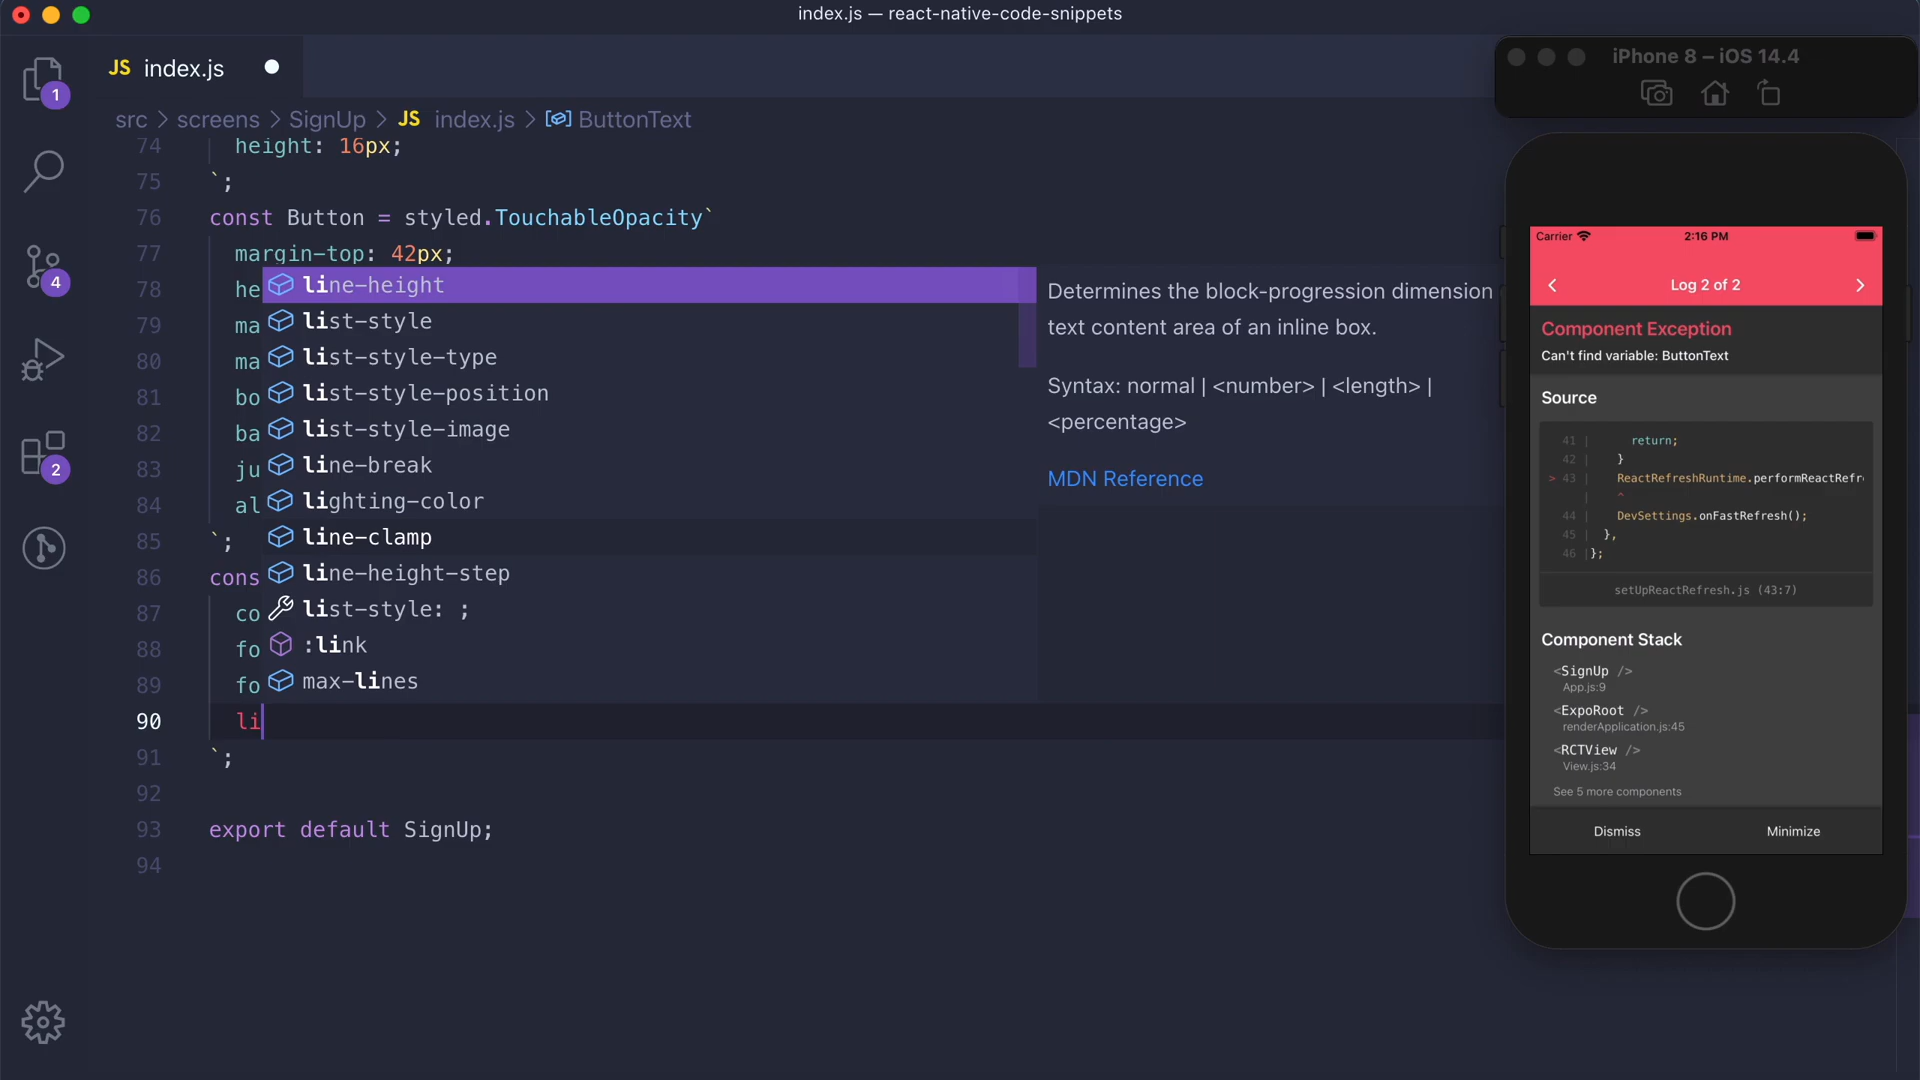 index.js — react-native-code-snippets
JS index.js
1
src > screens > SignUp > JS index.js > ButtonText
74 height: 16px;
75 `;
76 const Button = styled.TouchableOpacity`
77 margin-top: 42px;
78 he
79 ma
80 ma
81 bo
82 ba
83 ju
84 al
85 `;
86 cons
87 co
88 fo
89 fo
90 li
91 `;
92
93 export default SignUp;
94
line-height
list-style
list-style-type
list-style-position
list-style-image
line-break
lighting-color
line-clamp
line-height-step
list-style: ;
:link
max-lines
Determines the block-progression dimension
text content area of an inline box.
Syntax: normal | <number> | <length> |
<percentage>
MDN Reference
4
2
iPhone 8 – iOS 14.4
Carrier 2:16 PM
Log 2 of 2
Component Exception
Can't find variable: ButtonText
Source
41 | return;
42 | }
> 43 | ReactRefreshRuntime.performReactRefr
| ^
44 | DevSettings.onFastRefresh();
45 | },
46 | };
setUpReactRefresh.js (43:7)
Component Stack
<SignUp />
App.js:9
<ExpoRoot />
renderApplication.js:45
<RCTView />
View.js:34
See 5 more components
Dismiss Minimize